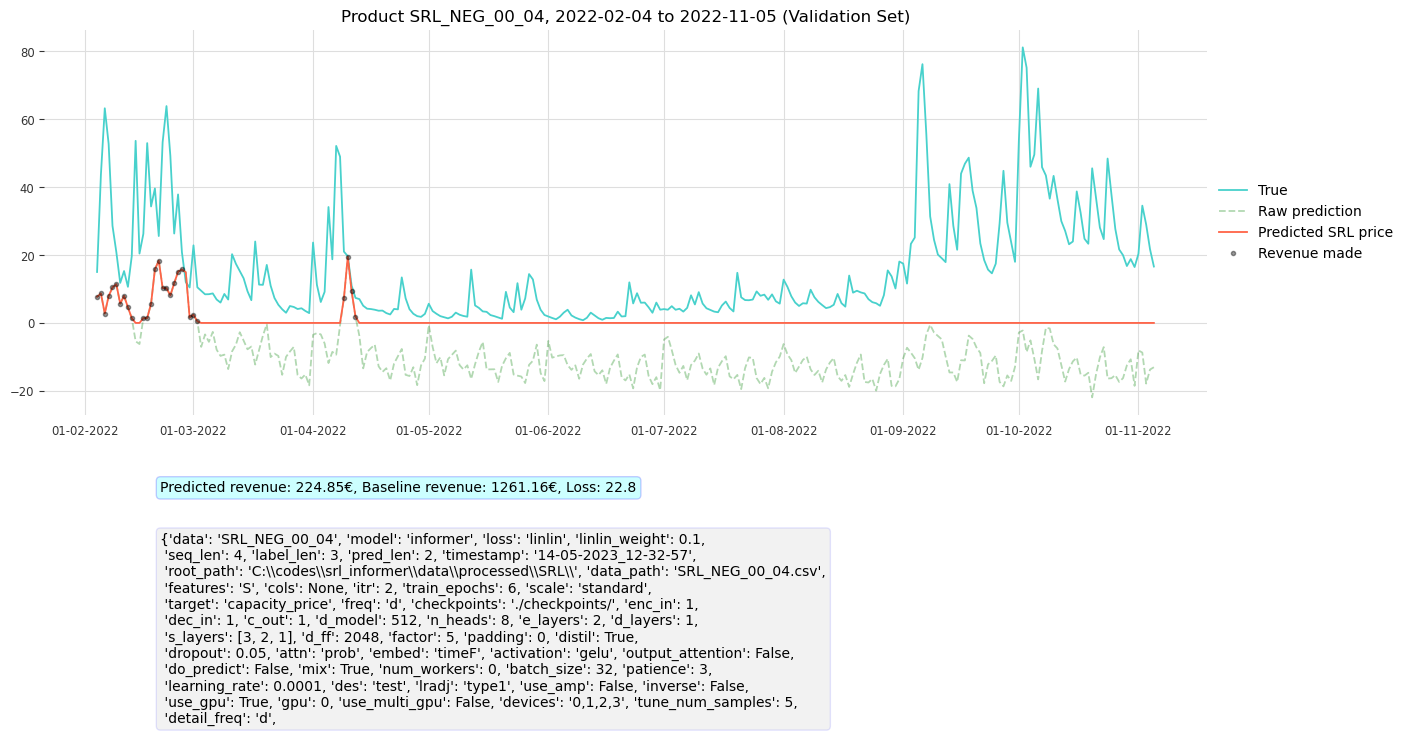 Product SRL_NEG_00_04, 2022-02-04 to 2022-11-05 (Validation Set)
80
60
40
20
0
−20
01-02-2022 01-03-2022 01-04-2022 01-05-2022 01-06-2022 01-07-2022 01-08-2022 01-09-2022 01-10-2022 01-11-2022
True
Raw prediction
Predicted SRL price
Revenue made
Predicted revenue: 224.85€, Baseline revenue: 1261.16€, Loss: 22.8
{'data': 'SRL_NEG_00_04', 'model': 'informer', 'loss': 'linlin', 'linlin_weight': 0.1,
'seq_len': 4, 'label_len': 3, 'pred_len': 2, 'timestamp': '14-05-2023_12-32-57',
'root_path': 'C:\\codes\\srl_informer\\data\\processed\\SRL\\', 'data_path': 'SRL_NEG_00_04.csv',
'features': 'S', 'cols': None, 'itr': 2, 'train_epochs': 6, 'scale': 'standard',
'target': 'capacity_price', 'freq': 'd', 'checkpoints': './checkpoints/', 'enc_in': 1,
'dec_in': 1, 'c_out': 1, 'd_model': 512, 'n_heads': 8, 'e_layers': 2, 'd_layers': 1,
's_layers': [3, 2, 1], 'd_ff': 2048, 'factor': 5, 'padding': 0, 'distil': True,
'dropout': 0.05, 'attn': 'prob', 'embed': 'timeF', 'activation': 'gelu', 'output_attention': False,
'do_predict': False, 'mix': True, 'num_workers': 0, 'batch_size': 32, 'patience': 3,
'learning_rate': 0.0001, 'des': 'test', 'lradj': 'type1', 'use_amp': False, 'inverse': False,
'use_gpu': True, 'gpu': 0, 'use_multi_gpu': False, 'devices': '0,1,2,3', 'tune_num_samples': 5,
'detail_freq': 'd',